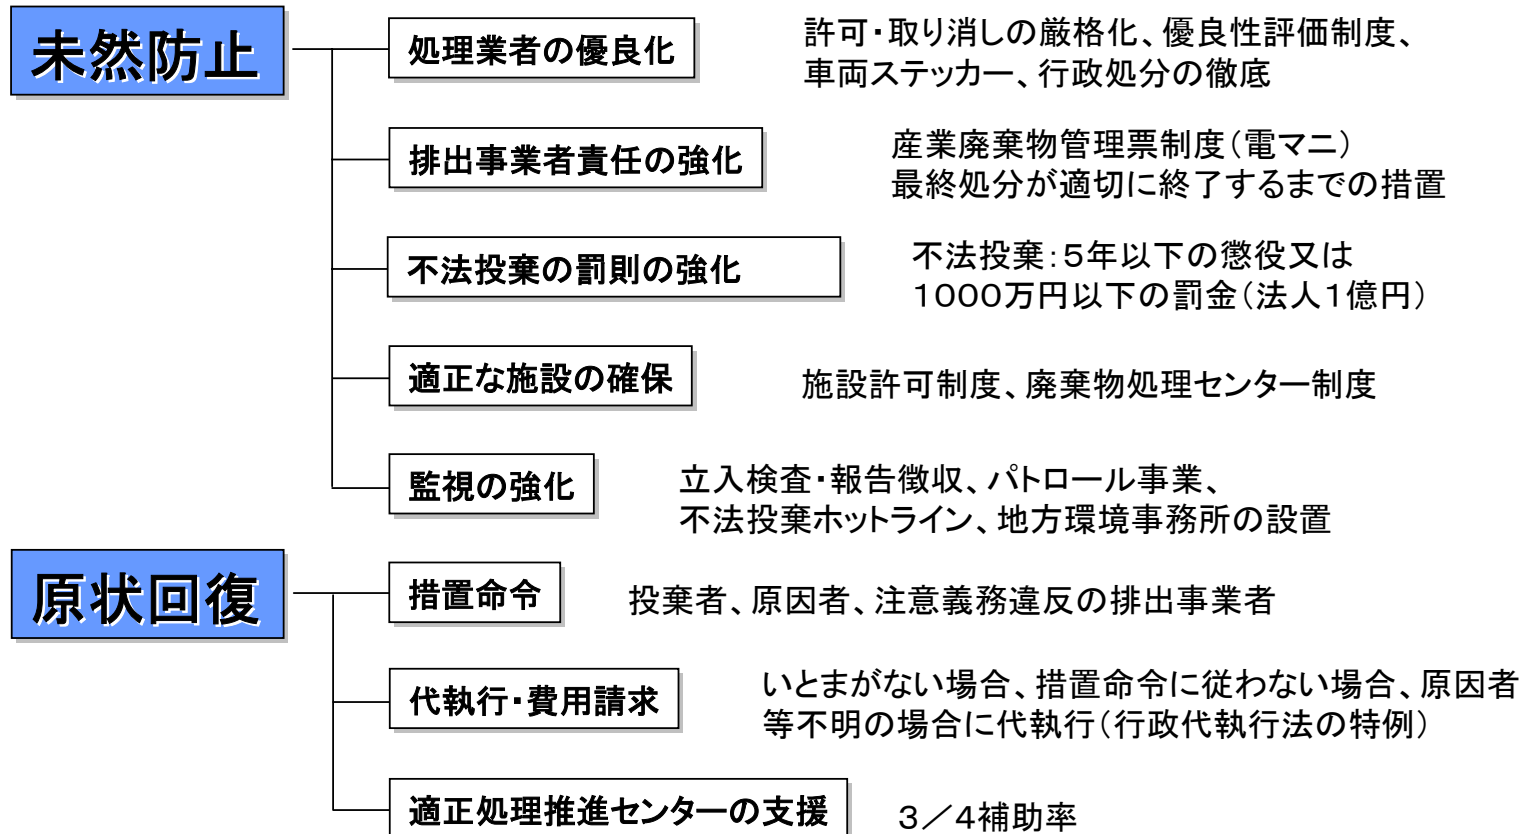 未然防止
処理業者の優良化
許可・取り消しの厳格化、優良性評価制度、
車両ステッカー、行政処分の徹底
排出事業者責任の強化
産業廃棄物管理票制度（電マニ）
最終処分が適切に終了するまでの措置
不法投棄の罰則の強化
不法投棄：５年以下の懲役又は
１０００万円以下の罰金（法人１億円）
適正な施設の確保
施設許可制度、廃棄物処理センター制度
監視の強化
立入検査・報告徴収、パトロール事業、
不法投棄ホットライン、地方環境事務所の設置
原状回復
措置命令
投棄者、原因者、注意義務違反の排出事業者
代執行・費用請求
いとまがない場合、措置命令に従わない場合、原因者
等不明の場合に代執行（行政代執行法の特例）
適正処理推進センターの支援
３／４補助率